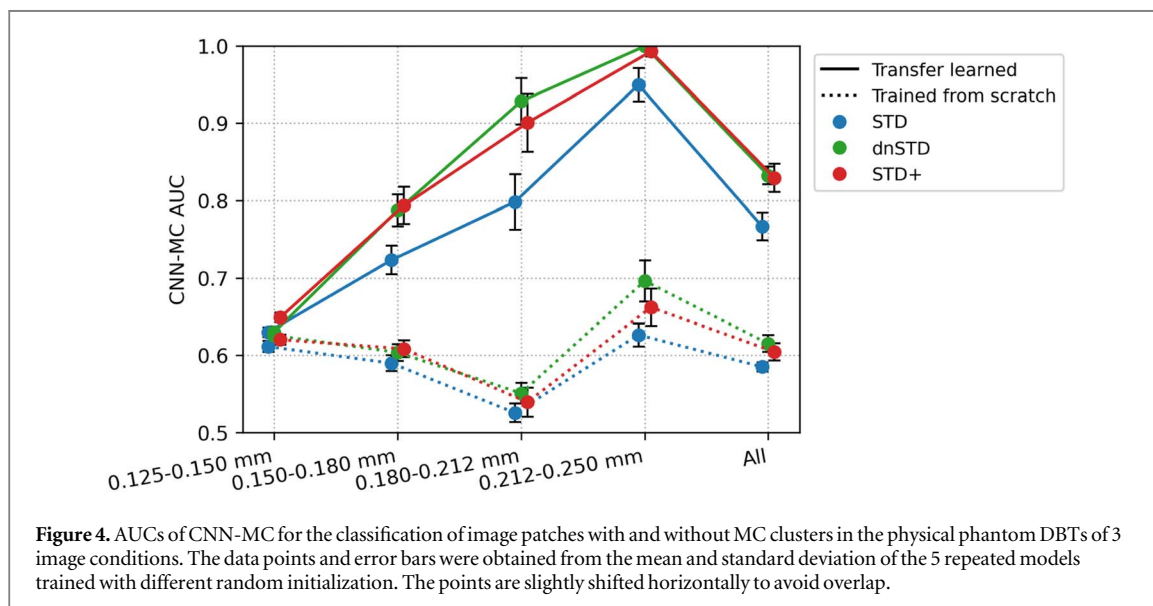 1.0
0.9
0.8
0.7
0.6
0.5
CNN-MC AUC
0.125-0.150 mm
0.150-0.180 mm
0.180-0.212 mm
0.212-0.250 mm
All
Transfer learned
Trained from scratch
STD
dnSTD
STD+
Figure 4. AUCs of CNN-MC for the classification of image patches with and without MC clusters in the physical phantom DBTs of 3
image conditions. The data points and error bars were obtained from the mean and standard deviation of the 5 repeated models
trained with different random initialization. The points are slightly shifted horizontally to avoid overlap.